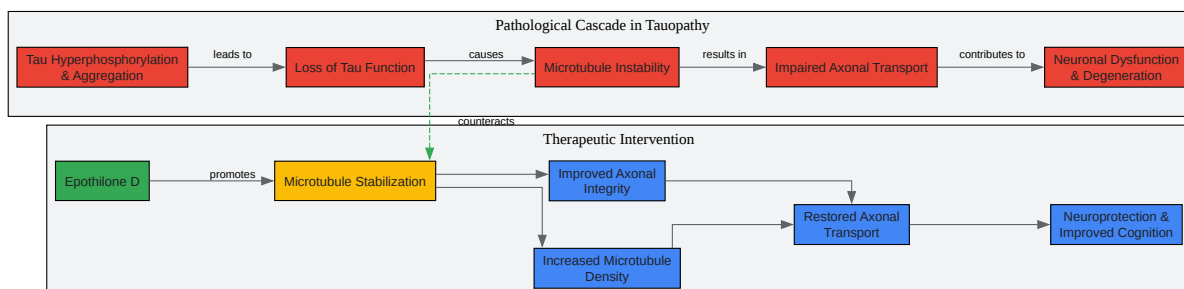 Pathological Cascade in Tauopathy
Tau Hyperphosphorylation
& Aggregation
leads to
Loss of Tau Function
causes
Microtubule Instability
results in
Impaired Axonal Transport
contributes to
Neuronal Dysfunction
& Degeneration
counteracts
Therapeutic Intervention
Epothilone D
promotes
Microtubule Stabilization
Improved Axonal
Integrity
Increased Microtubule
Density
Restored Axonal
Transport
Neuroprotection &
Improved Cognition